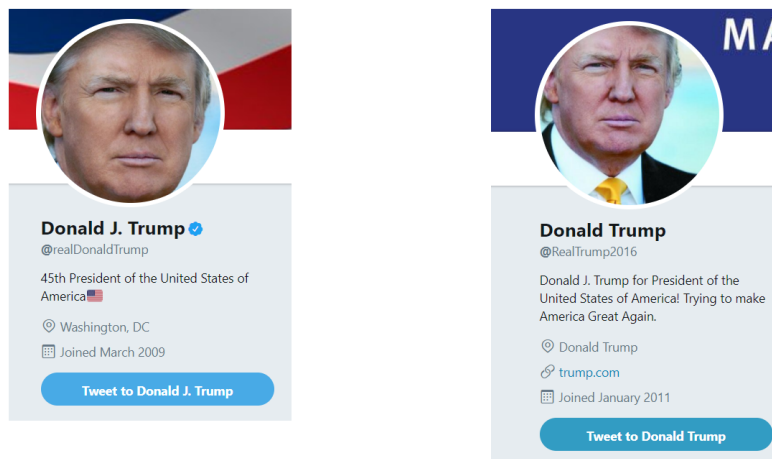 Donald J. Trump
@realDonaldTrump
45th President of the United States of
America
Washington, DC
Joined March 2009
Tweet to Donald J. Trump
MA
Donald Trump
@RealTrump2016
Donald J. Trump for President of the
United States of America! Trying to make
America Great Again.
Donald Trump
trump.com
Joined January 2011
Tweet to Donald Trump